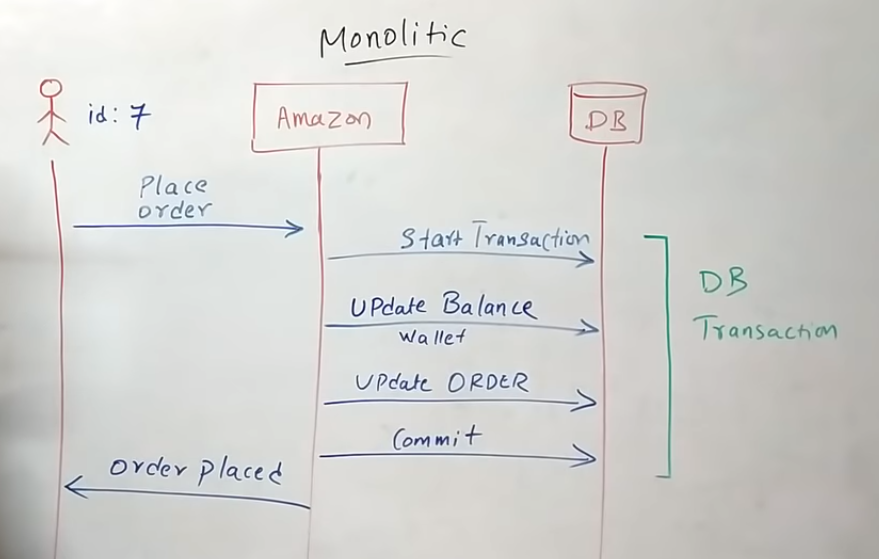 Monolitic
id: 7
Amazon
DB
Place
order
Start Transaction
UPdate Balance
Wallet
UPdate ORDER
Commit
order placed
DB
Transaction